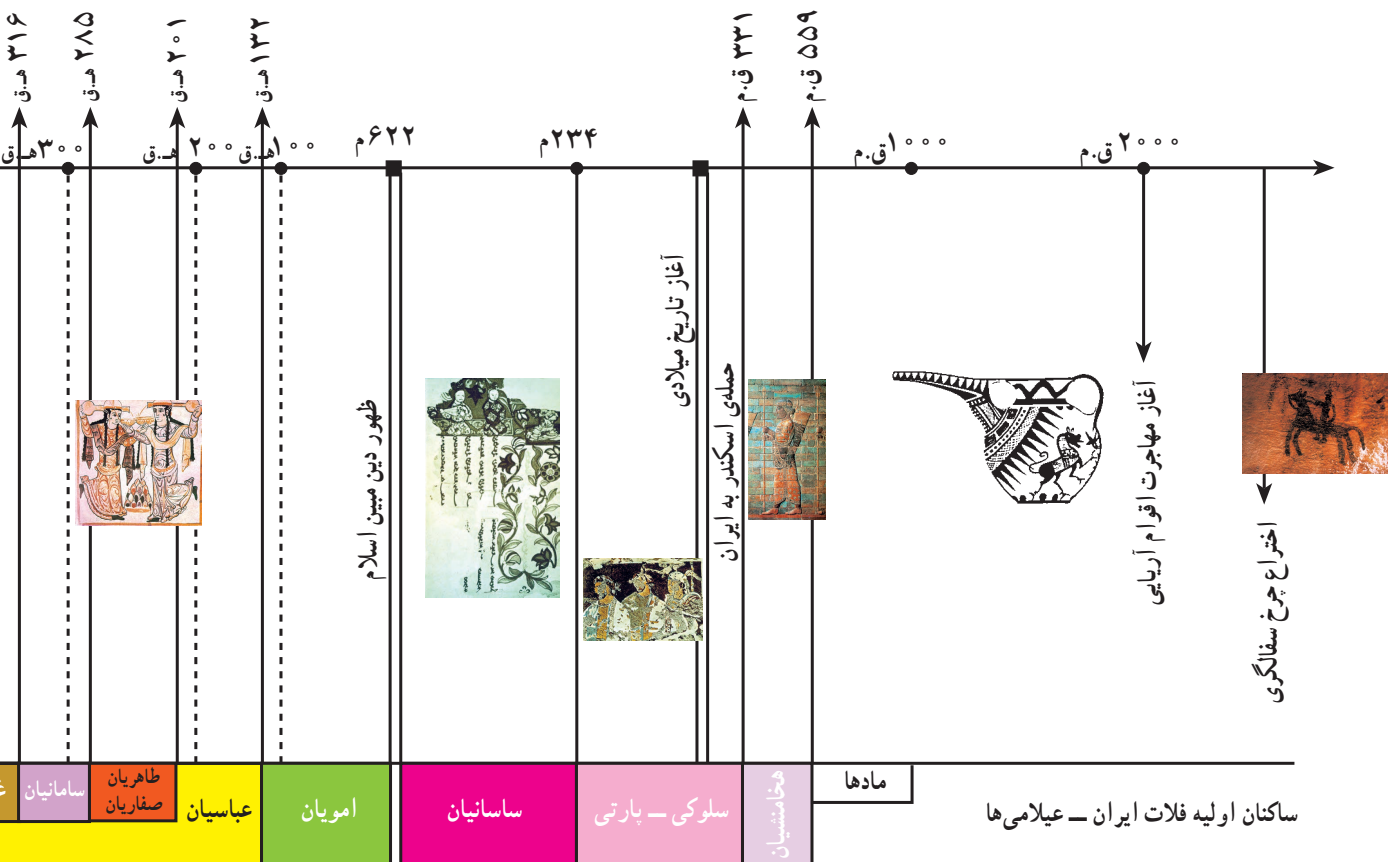 ۲۰۰۰ ق.م
۱۰۰۰ ق.م
۵۵۹ ق.م
۳۳۱ ق.م
۲۳۴ م
۶۲۲ م
۱۰۰ هـ.ق
۱۳۲ هـ.ق
۲۰۰ هـ.ق
۲۰۱ هـ.ق
۲۸۵ هـ.ق
۳۰۰ هـ.ق
۳۱۶ هـ.ق
اختراع چرخ سفالگری
آغاز مهاجرت اقوام آریایی
حمله‌ی اسکندر به ایران
آغاز تاریخ میلادی
ظهور دین مبین اسلام
ساکنان اولیه فلات ایران ــ عیلامی‌ها
مادها
هخامنشیان
سلوکی ــ پارتی
ساسانیان
امویان
عباسیان
طاهریان
صفاریان
سامانیان